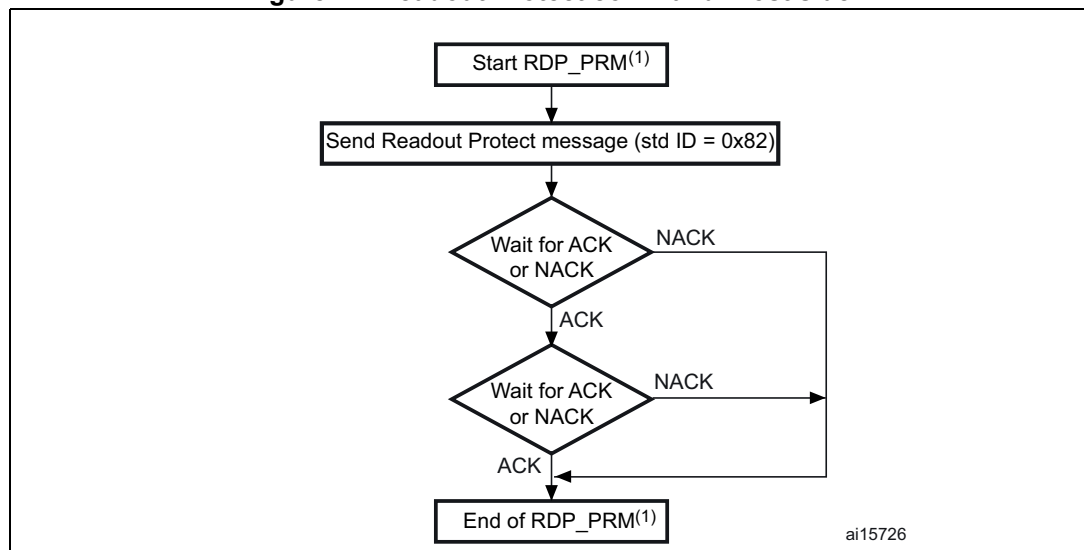 Start RDP_PRM(1)
Send Readout Protect message (std ID = 0x82)
Wait for ACK
or NACK
NACK
ACK
Wait for ACK
or NACK
NACK
ACK
End of RDP_PRM(1)
ai15726